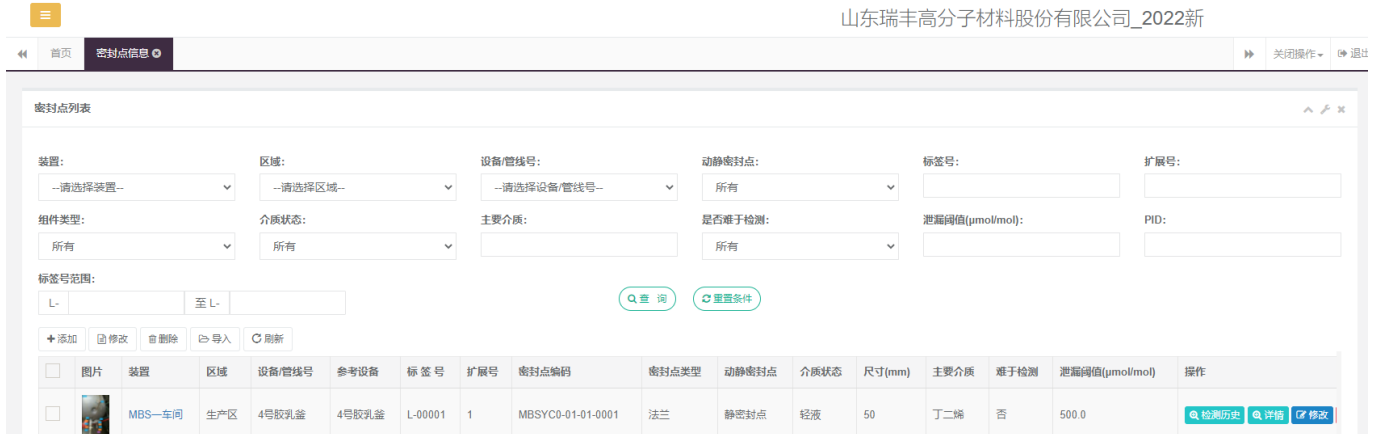 山东瑞丰高分子材料股份有限公司_2022新
首页 密封点信息 关闭操作 退出
密封点列表
装置: 区域: 设备/管线号: 动静密封点: 标签号: 扩展号:
--请选择装置-- --请选择区域-- --请选择设备/管线号-- 所有
组件类型: 介质状态: 主要介质: 是否难于检测: 泄漏阈值(μmol/mol): PID:
所有 所有 所有
标签号范围:
L- 至 L- 查 询 重置条件
添加 修改 删除 导入 刷新
图片 装置 区域 设备/管线号 参考设备 标 签 号 扩展号 密封点编码 密封点类型 动静密封点 介质状态 尺寸(mm) 主要介质 难于检测 泄漏阈值(μmol/mol) 操作
MBS一车间 生产区 4号胶乳釜 4号胶乳釜 L-00001 1 MBSYC0-01-01-0001 法兰 静密封点 轻液 50 丁二烯 否 500.0 检测历史 详情 修改